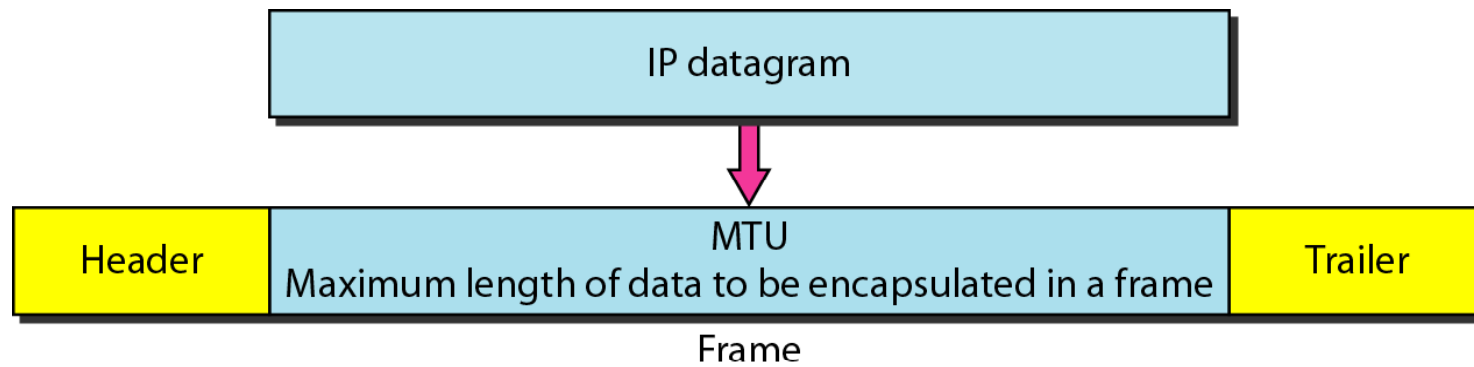 IP datagram
Header
MTU
Maximum length of data to be encapsulated in a frame
Trailer
Frame